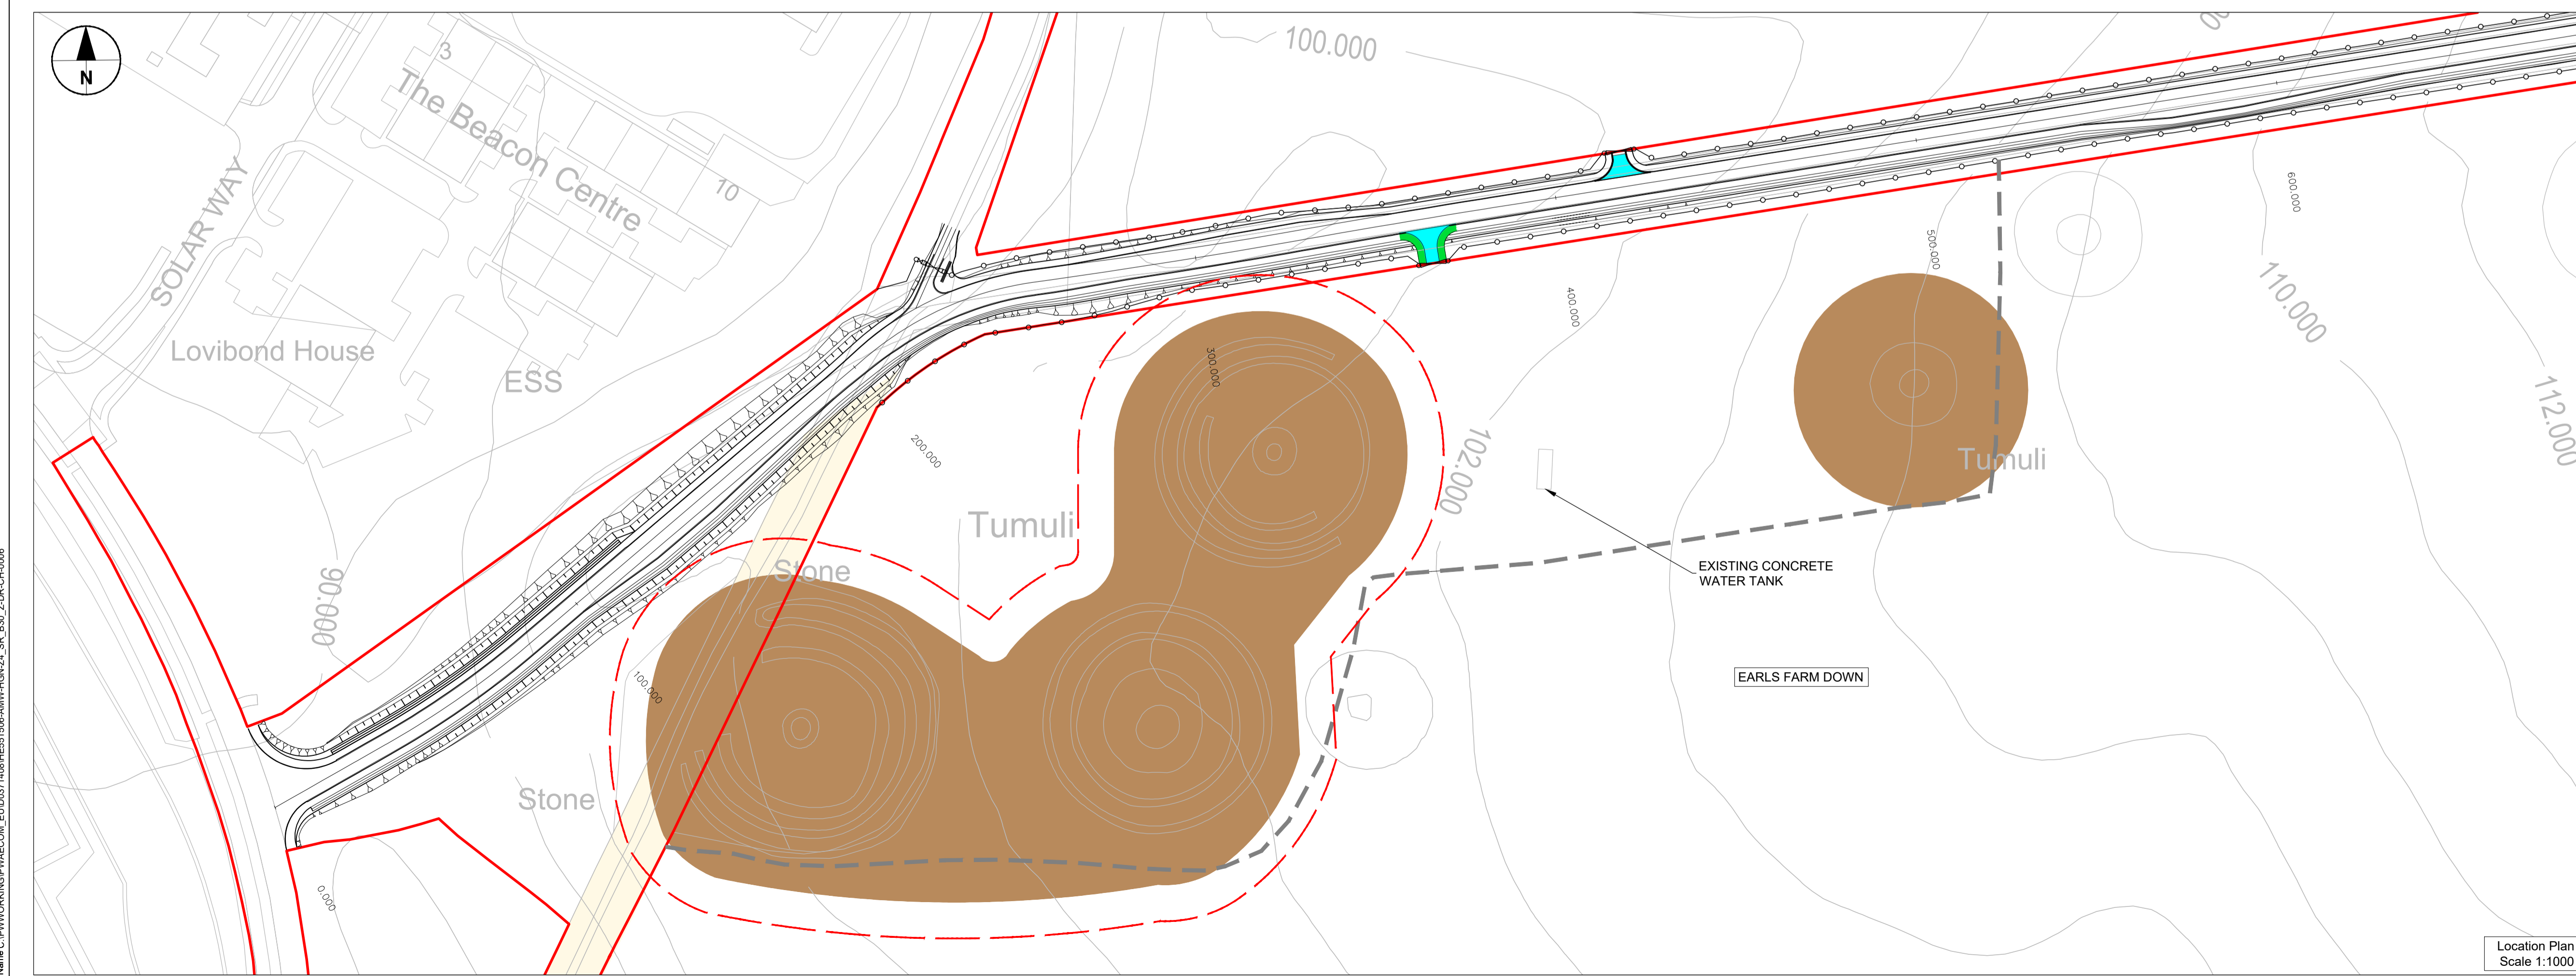 N
3
The Beacon Centre
10
SOLAR WAY
Lovibond House
ESS
100.000
102.000
110.000
112.000
90.000
0.000
100.000
200.000
300.000
400.000
500.000
600.000
Tumuli
Stone
Stone
Tumuli
EXISTING CONCRETE
WATER TANK
EARLS FARM DOWN
Location Plan
Scale 1:1000